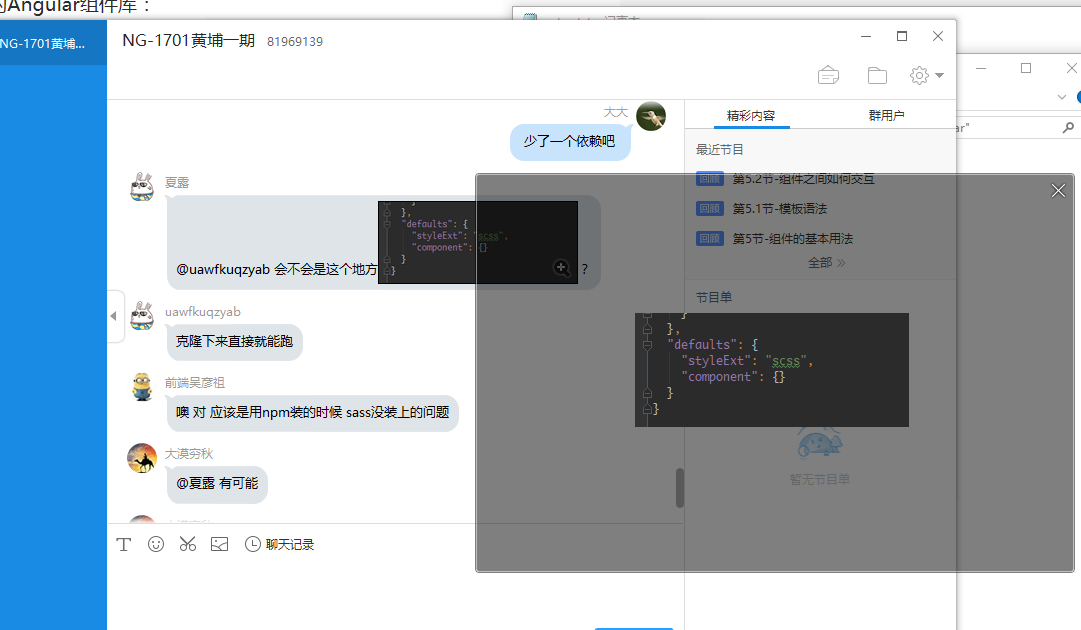 的Angular组件库：
NG-1701黄埔...
NG-1701黄埔一期 81969139
大大
少了一个依赖吧
夏露
@uawfkuqzyab 会不会是这个地方
},
"defaults": {
"styleExt": "scss",
"component": {}
}
}
?
uawfkuqzyab
克隆下来直接就能跑
前端吴彦祖
噢 对 应该是用npm装的时候 sass没装上的问题
大漠穷秋
@夏露 有可能
T
聊天记录
精彩内容 群用户
最近节目
回顾 第5.2节-组件之间如何交互
回顾 第5.1节-模板语法
回顾 第5节-组件的基本用法
全部 »
节目单
},
"defaults": {
"styleExt": "scss",
"component": {}
}
}
暂无节目单
ar"